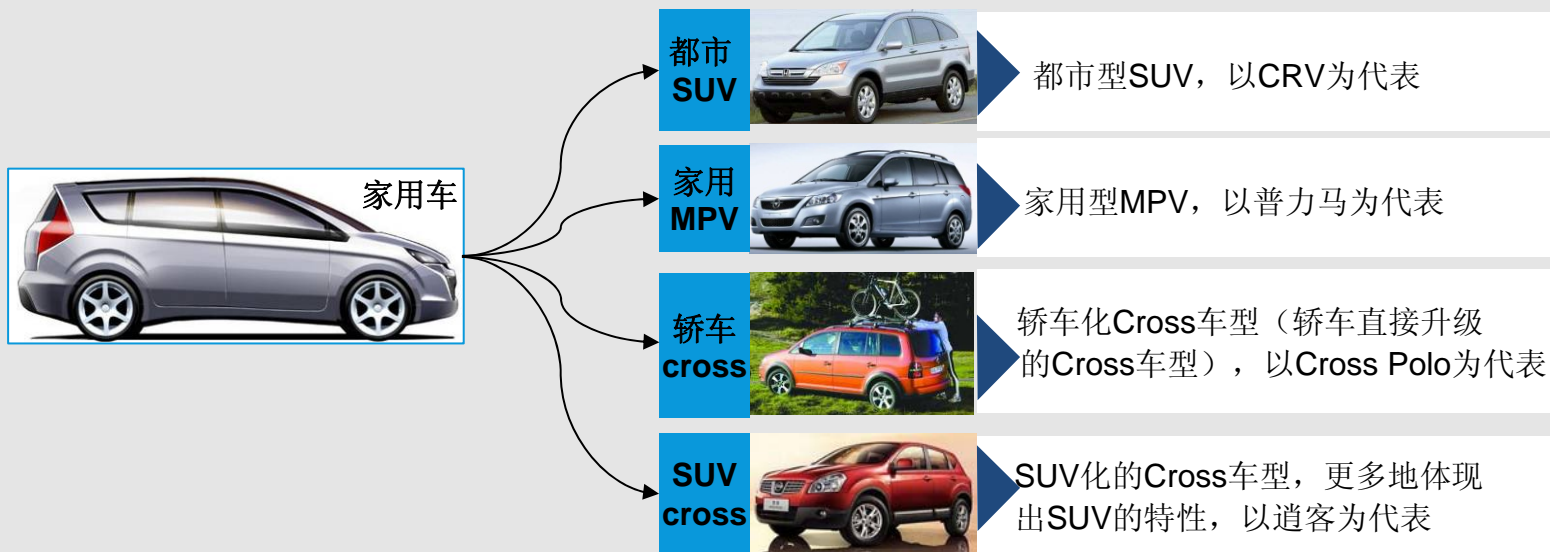 家用车
都市
SUV
都市型SUV，以CRV为代表
家用
MPV
家用型MPV，以普力马为代表
轿车
cross
轿车化Cross车型（轿车直接升级
的Cross车型），以Cross Polo为代表
SUV
cross
SUV化的Cross车型，更多地体现
出SUV的特性，以逍客为代表